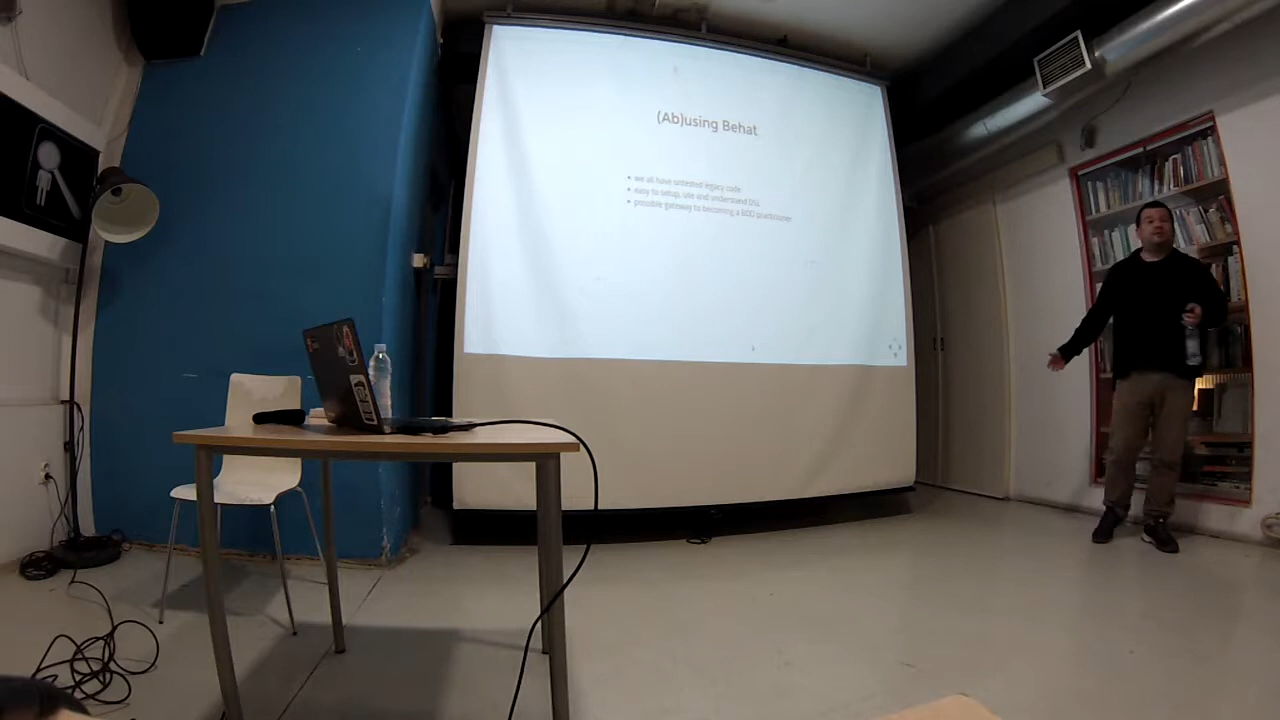 (Ab)using Behat
• we all have untested legacy code
• easy to setup, use and understand DSL
• possible gateway to becoming a BDD practitioner